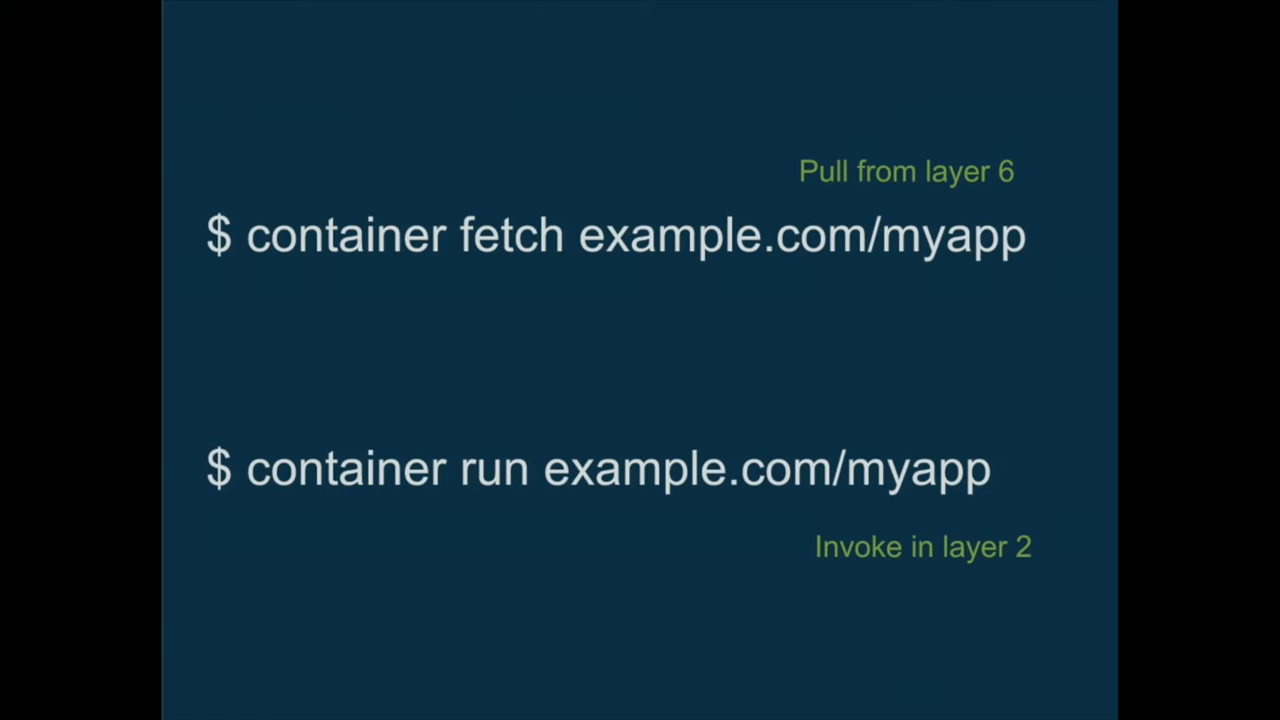 Pull from layer 6
$ container fetch example.com/myapp
$ container run example.com/myapp
Invoke in layer 2